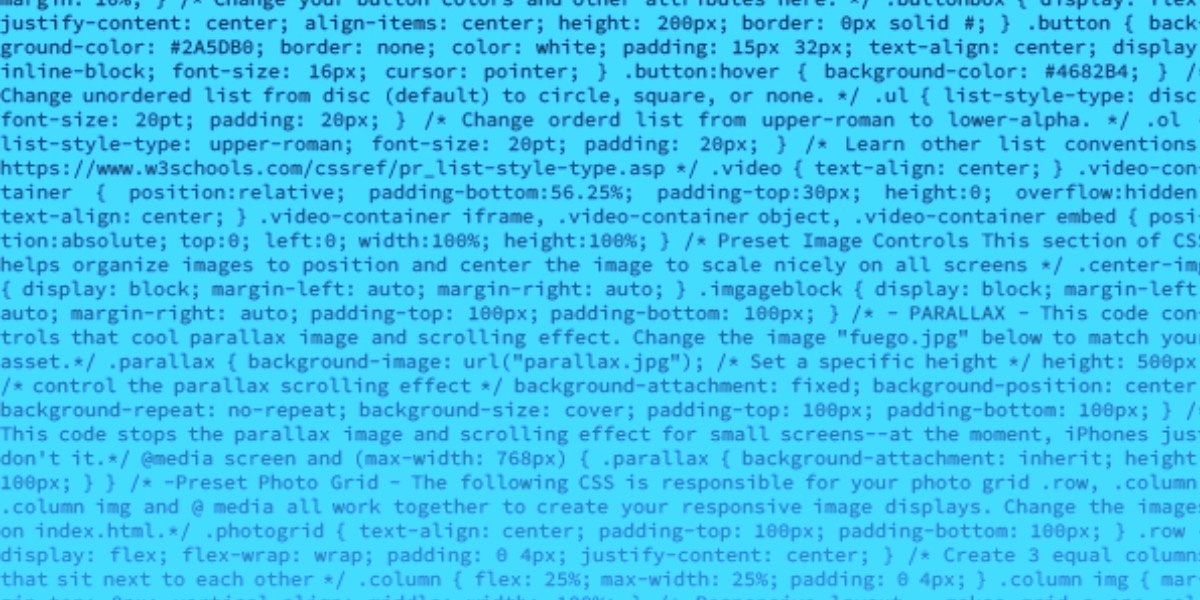 margin: 10%; } /* Change your button colors and other attributes here. */ .buttonbox { display: flex
justify-content: center; align-items: center; height: 200px; border: 0px solid #; } .button { back-
ground-color: #2A5DB0; border: none; color: white; padding: 15px 32px; text-align: center; display
inline-block; font-size: 16px; cursor: pointer; } .button:hover { background-color: #4682B4; } /*
Change unordered list from disc (default) to circle, square, or none. */ .ul { list-style-type: disc
font-size: 20pt; padding: 20px; } /* Change orderd list from upper-roman to lower-alpha. */ .ol
list-style-type: upper-roman; font-size: 20pt; padding: 20px; } /* Learn other list conventions
https://www.w3schools.com/cssref/pr_list-style-type.asp */ .video { text-align: center; } .video-con-
tainer { position:relative; padding-bottom:56.25%; padding-top:30px; height:0; overflow:hidden
text-align: center; } .video-container iframe, .video-container object, .video-container embed { posi-
tion:absolute; top:0; left:0; width:100%; height:100%; } /* Preset Image Controls This section of CSS
helps organize images to position and center the image to scale nicely on all screens */ .center-img
{ display: block; margin-left: auto; margin-right: auto; } .imgageblock { display: block; margin-left
auto; margin-right: auto; padding-top: 100px; padding-bottom: 100px; } /* - PARALLAX - This code con-
trols that cool parallax image and scrolling effect. Change the image "fuego.jpg" below to match your
asset.*/ .parallax { background-image: url("parallax.jpg"); /* Set a specific height */ height: 500px
/* control the parallax scrolling effect */ background-attachment: fixed; background-position: center
background-repeat: no-repeat; background-size: cover; padding-top: 100px; padding-bottom: 100px; } /*
This code stops the parallax image and scrolling effect for small screens--at the moment, iPhones just
don't it.*/ @media screen and (max-width: 768px) { .parallax { background-attachment: inherit; height
100px; } } /* -Preset Photo Grid - The following CSS is responsible for your photo grid .row, .column
.column img and @ media all work together to create your responsive image displays. Change the images
on index.html.*/ .photogrid { text-align: center; padding-top: 100px; padding-bottom: 100px; } .row
display: flex; flex-wrap: wrap; padding: 0 4px; justify-content: center; } /* Create 3 equal column
that sit next to each other */ .column { flex: 25%; max-width: 25%; padding: 0 4px; } .column img { mar-